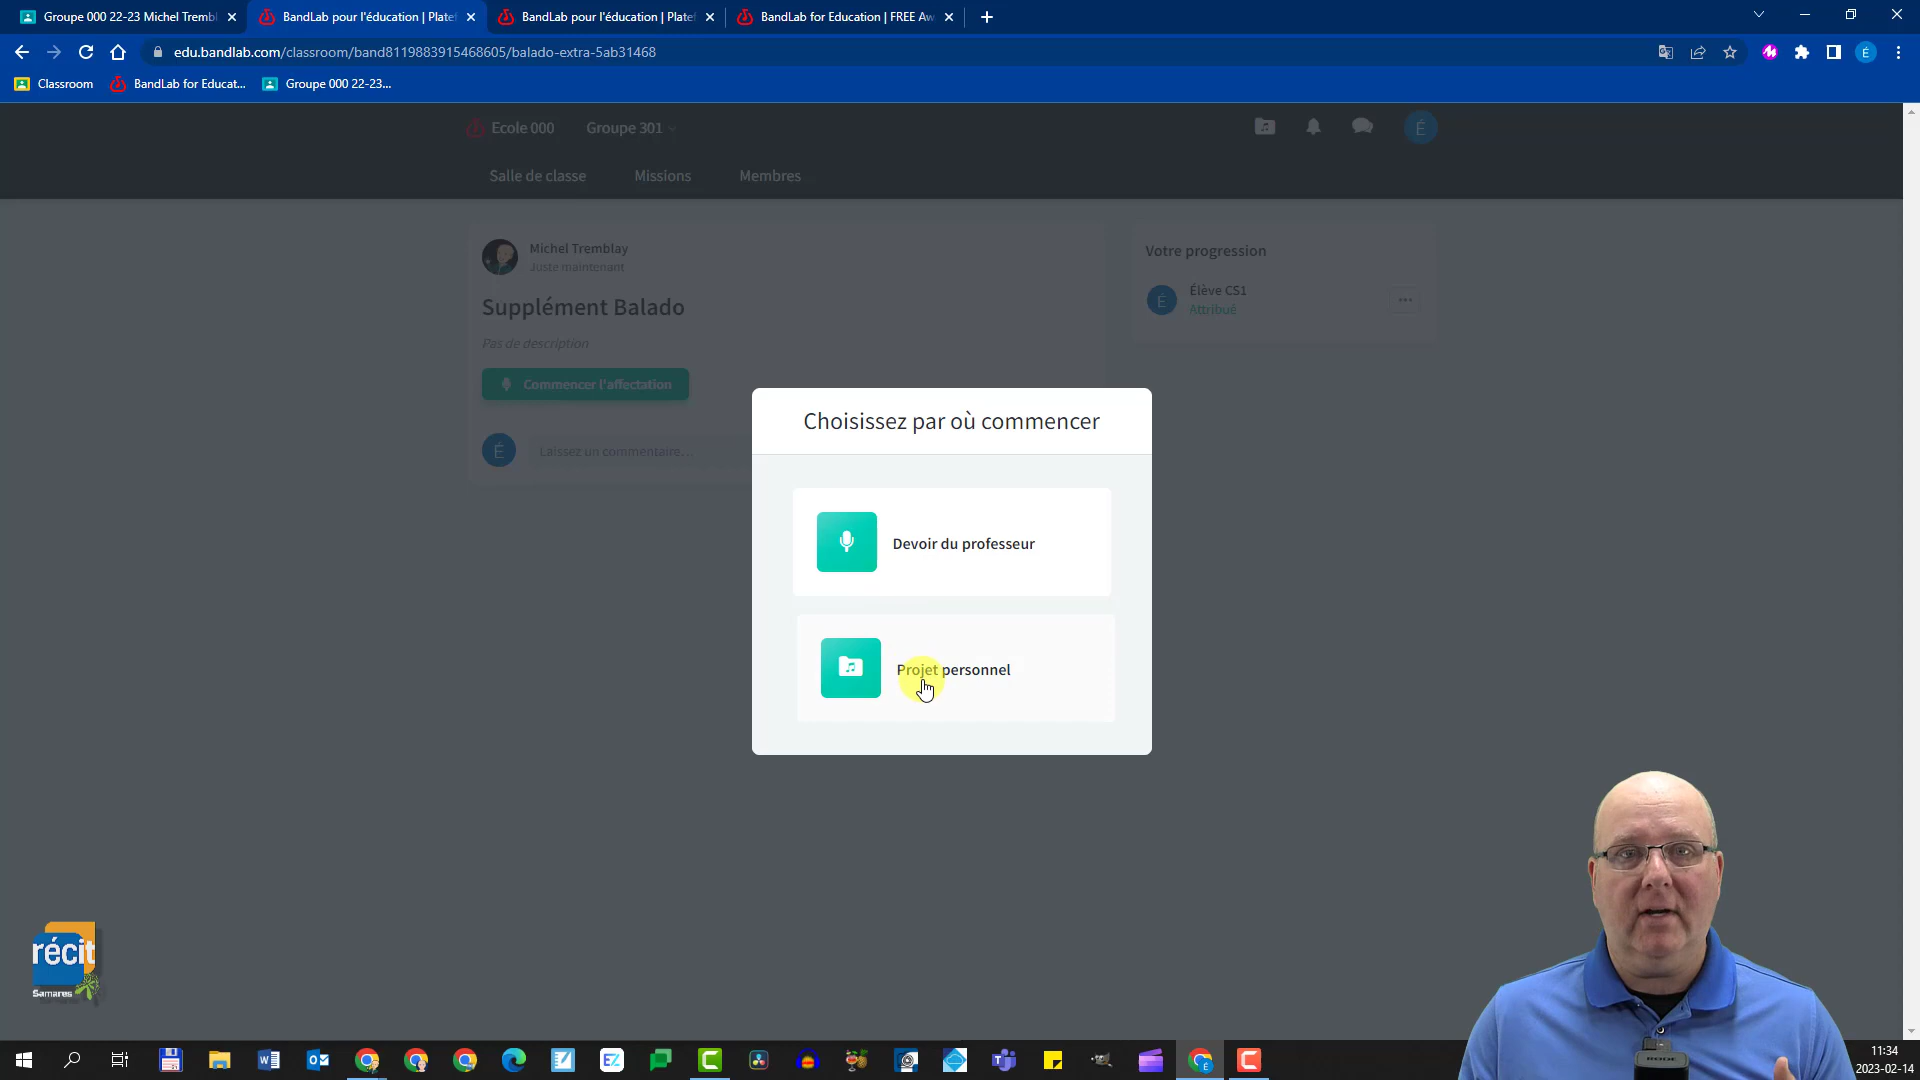 Groupe 000 22-23 Michel Trembl
BandLab pour l'éducation | Platef
BandLab pour l'éducation | Platef
BandLab for Education | FREE Aw
edu.bandlab.com/classroom/band8119883915468605/balado-extra-5ab31468
É
Classroom
BandLab for Educat...
Groupe 000 22-23...
Ecole 000
Groupe 301
É
Salle de classe
Missions
Membres
Michel Tremblay
Juste maintenant
Supplément Balado
Pas de description
Commencer l'affectation
É
Laissez un commentaire...
Votre progression
É
Élève CS1
Attribué
Choisissez par où commencer
Devoir du professeur
Projet personnel
récit
Samares
RODE
EZ
11:34
2023-02-14